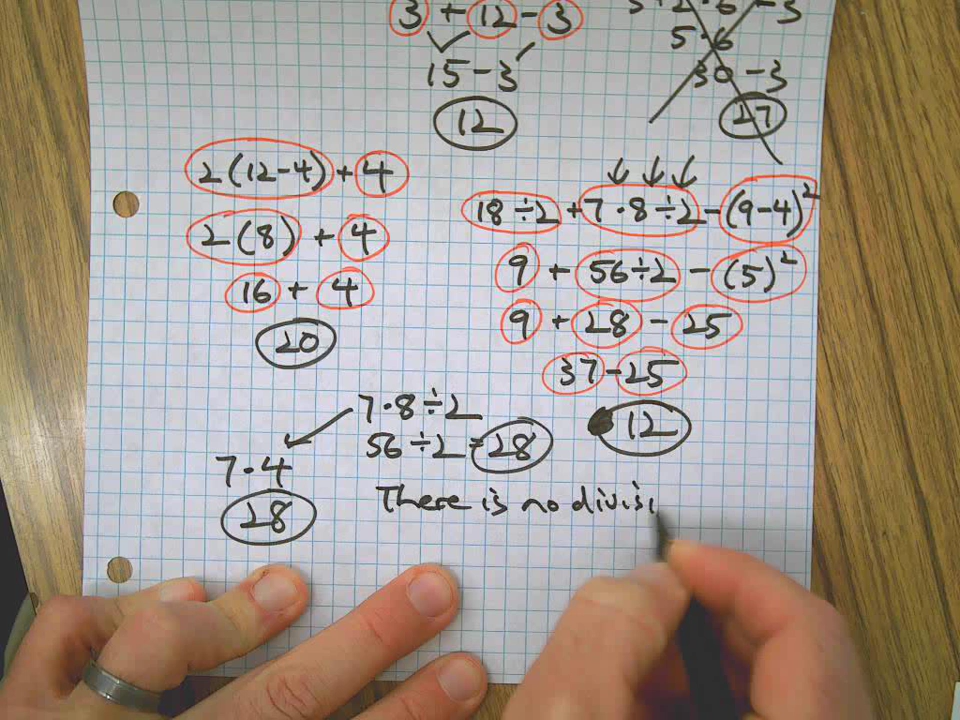 3 + 12 - 3
15 - 3
12
5 · 6
30 - 3
27
2(12-4) + 4
2(8) + 4
16 + 4
20
18 ÷ 2 + 7 · 8 ÷ 2 - (9-4)²
9 + 56 ÷ 2 - (5)²
9 + 28 - 25
37 - 25
12
7 · 8 ÷ 2
56 ÷ 2 = 28
7 · 4
28
There is no divisi